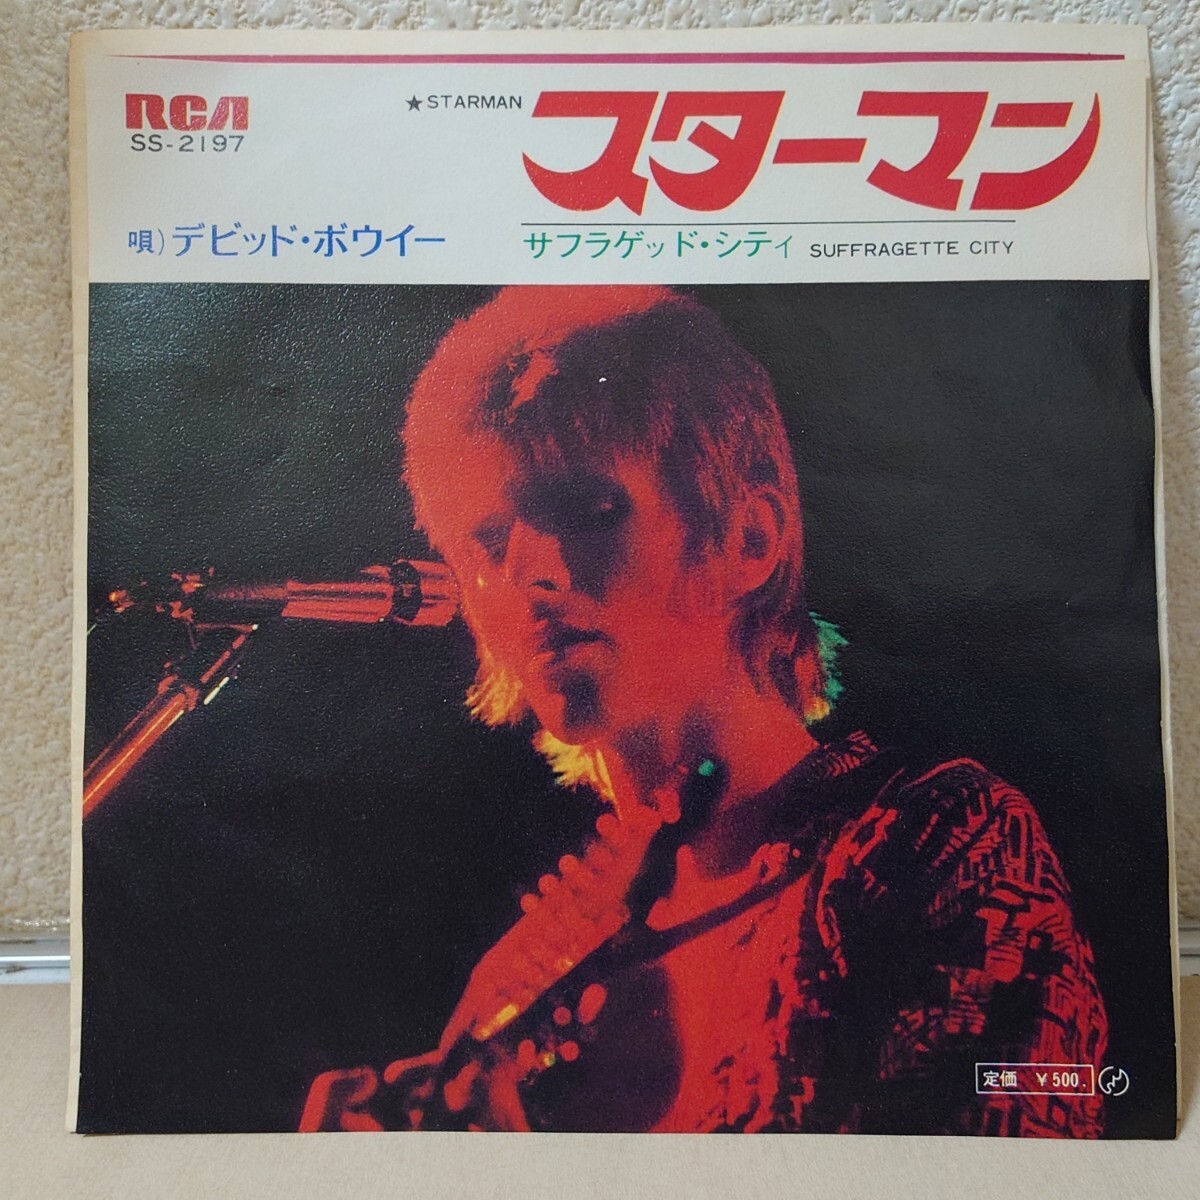 RCA
SS-2197
★STARMAN スターマン
唄)デビッド・ボウイー
サフラゲッド・シティ SUFFRAGETTE CITY
定価 ¥500.